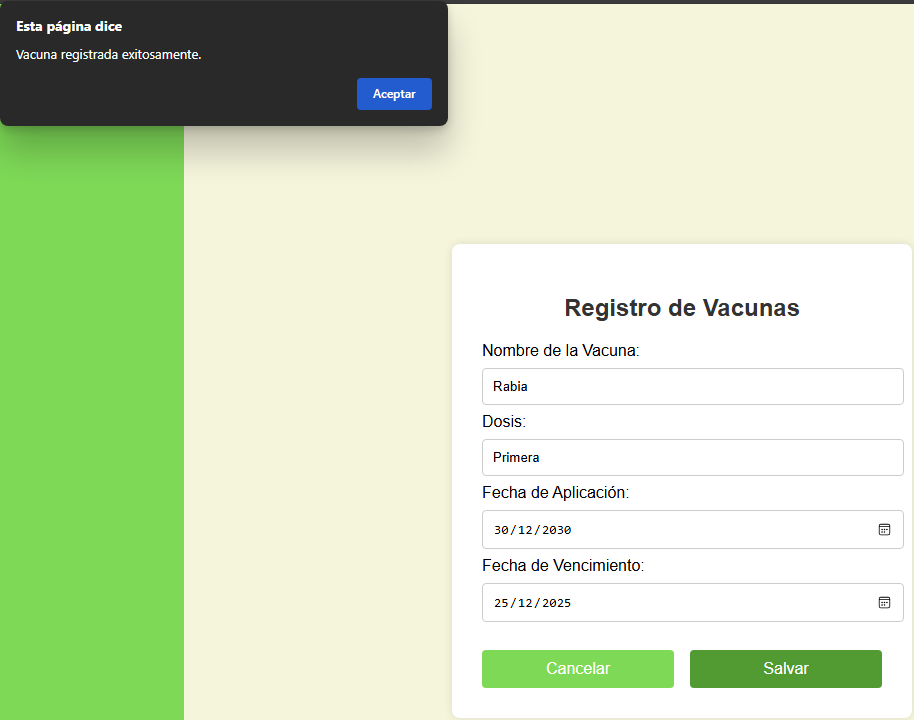 Esta página dice
Vacuna registrada exitosamente.
Aceptar
Registro de Vacunas
Nombre de la Vacuna:
Rabia
Dosis:
Primera
Fecha de Aplicación:
30/12/2030
Fecha de Vencimiento:
25/12/2025
Cancelar Salvar